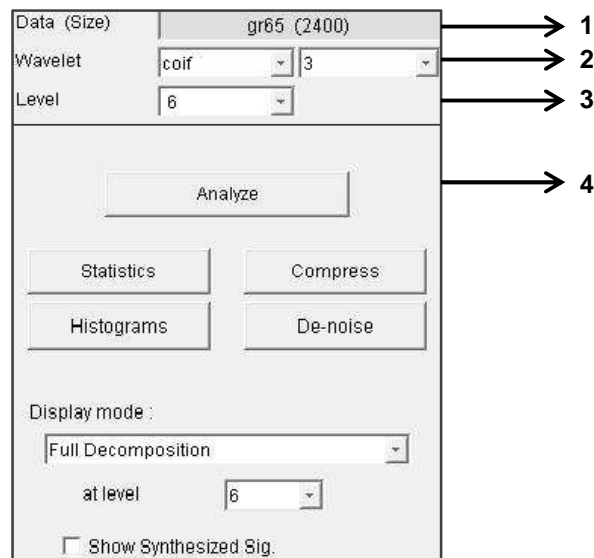 Data (Size) gr65 (2400) 1
Wavelet coif 3 2
Level 6 3
Analyze 4
Statistics Compress
Histograms De-noise
Display mode :
Full Decomposition
at level 6
Show Synthesized Sig.